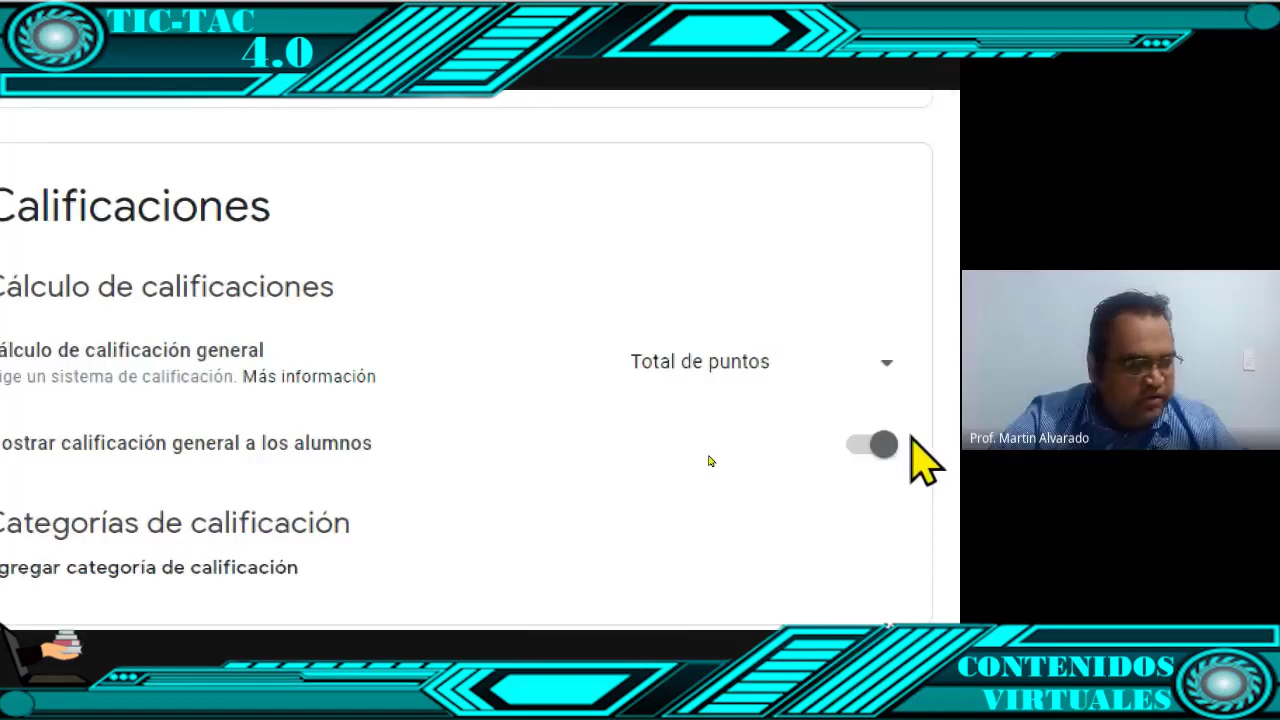 TIC-TAC
4.0
Calificaciones
Cálculo de calificaciones
álculo de calificación general
ige un sistema de calificación. Más información
Total de puntos
ostrar calificación general a los alumnos
Categorías de calificación
gregar categoría de calificación
Prof. Martin Alvarado
CONTENIDOS
VIRTUALES